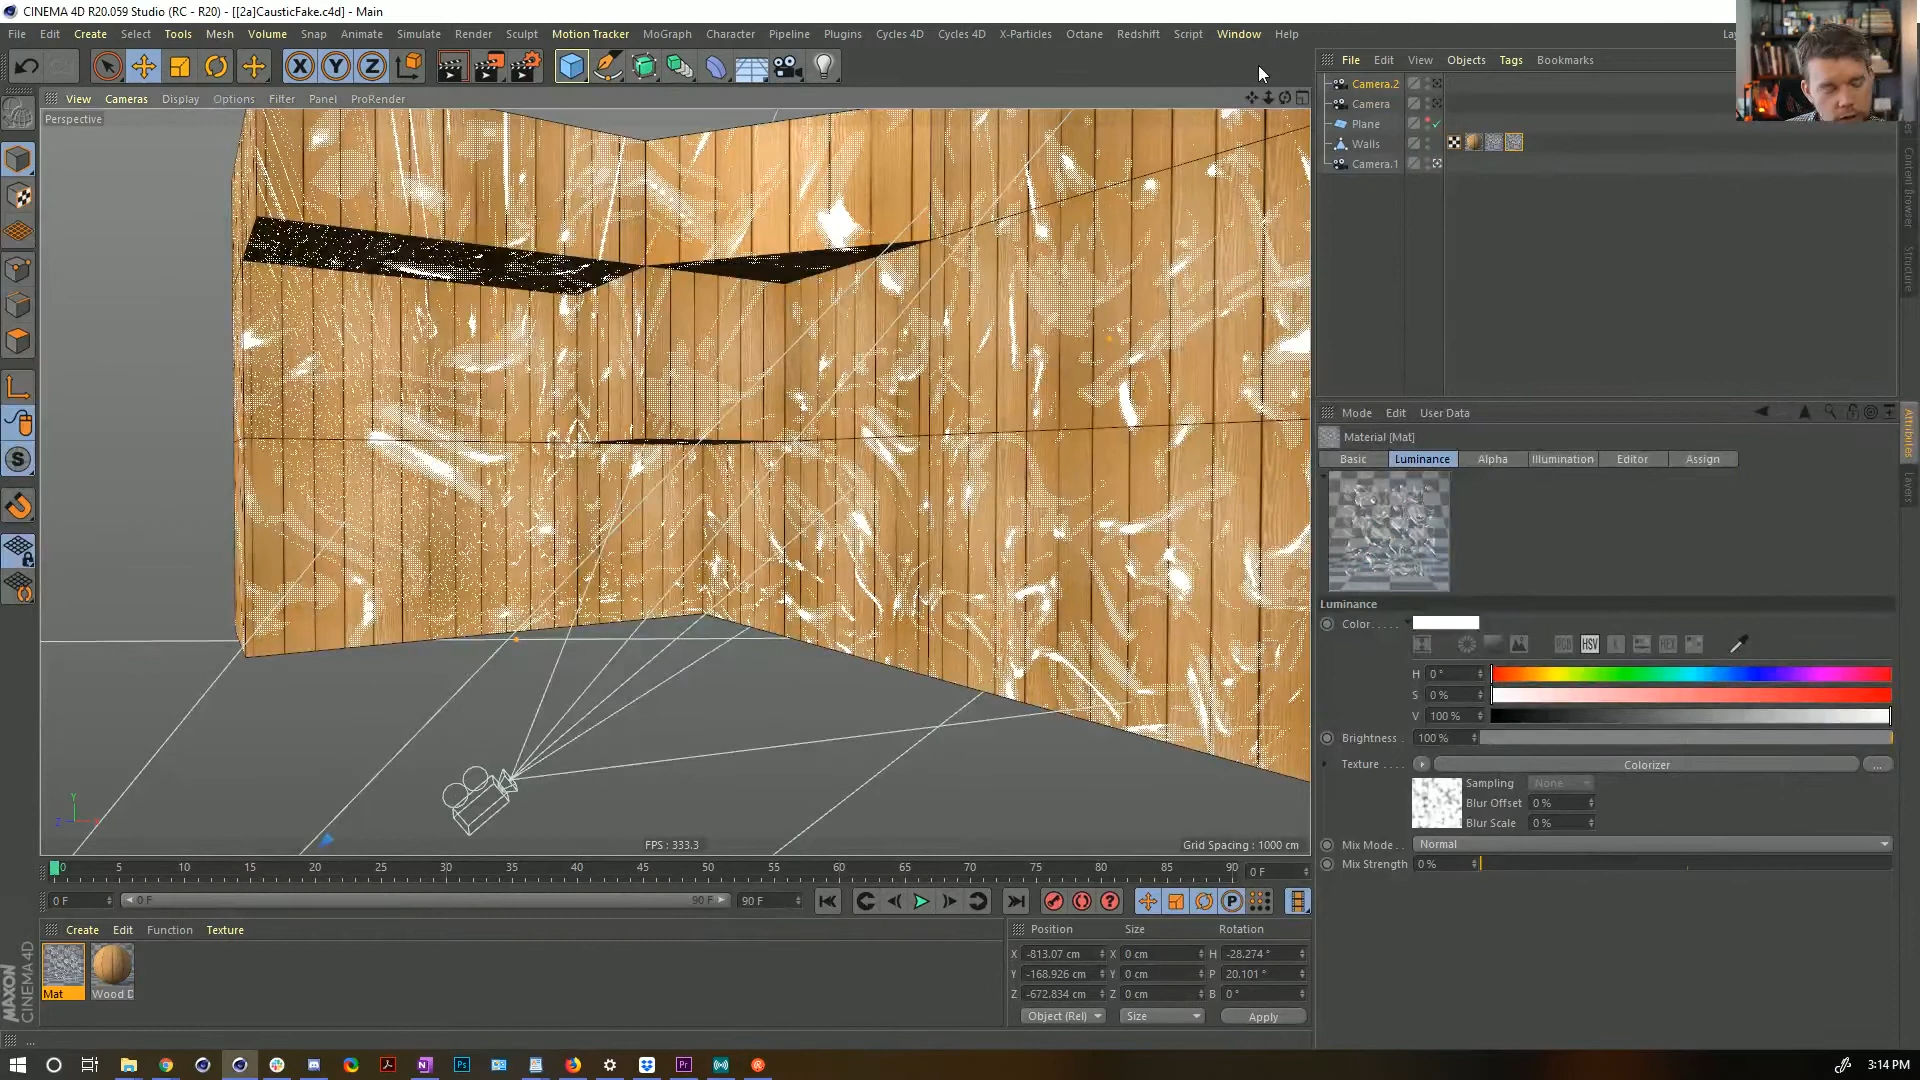 CINEMA 4D R20.059 Studio (RC - R20) - [[2a]CausticFake.c4d] - Main
File Edit Create Select Tools Mesh Volume Snap Animate Simulate Render Sculpt Motion Tracker MoGraph Character Pipeline Plugins Cycles 4D Cycles 4D X-Particles Octane Redshift Script Window Help
File Edit View Objects Tags Bookmarks
View Cameras Display Options Filter Panel ProRender
Perspective
Camera.2
Camera
Plane
Walls
Camera.1
Content Browser
Structure
Mode Edit User Data
Attributes
Layers
Material [Mat]
Basic Luminance Alpha Illumination Editor Assign
Luminance
Color . . . . .
RGB HSV K HEX
H 0 °
S 0 %
V 100 %
Brightness . 100 %
Texture . . . . Colorizer ...
Sampling None
Blur Offset 0 %
Blur Scale 0 %
Mix Mode . Normal
Mix Strength 0 %
FPS : 333.3 Grid Spacing : 1000 cm
0 5 10 15 20 25 30 35 40 45 50 55 60 65 70 75 80 85 90 0 F
0 F 0 F 90 F 90 F
Create Edit Function Texture
Mat Wood D
Position Size Rotation
X -813.07 cm X 0 cm H -28.274 °
Y -168.926 cm Y 0 cm P 20.101 °
Z -672.834 cm Z 0 cm B 0 °
Object (Rel) Size Apply
MAXON
CINEMA 4D
...
3:14 PM